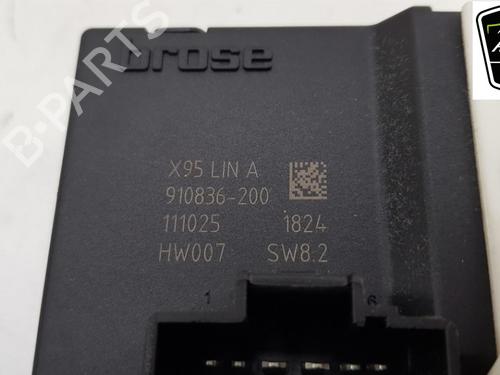 brose
B-PARTS
X95 LIN A
910836-200
111025 1824
HW007 SW8.2
1 6